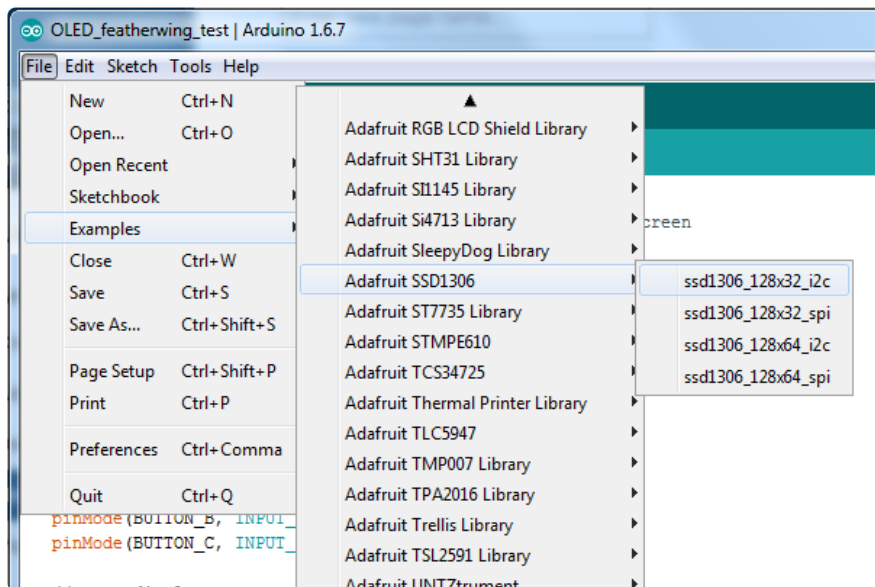 OLED_featherwing_test | Arduino 1.6.7
File Edit Sketch Tools Help
New Ctrl+N
Open... Ctrl+O
Open Recent
Sketchbook
Examples
Close Ctrl+W
Save Ctrl+S
Save As... Ctrl+Shift+S
Page Setup Ctrl+Shift+P
Print Ctrl+P
Preferences Ctrl+Comma
Quit Ctrl+Q
Adafruit RGB LCD Shield Library
Adafruit SHT31 Library
Adafruit SI1145 Library
Adafruit Si4713 Library
Adafruit SleepyDog Library
Adafruit SSD1306
Adafruit ST7735 Library
Adafruit STMPE610
Adafruit TCS34725
Adafruit Thermal Printer Library
Adafruit TLC5947
Adafruit TMP007 Library
Adafruit TPA2016 Library
Adafruit Trellis Library
Adafruit TSL2591 Library
Adafruit UNTZtrument
ssd1306_128x32_i2c
ssd1306_128x32_spi
ssd1306_128x64_i2c
ssd1306_128x64_spi
creen
pinMode(BUTTON_B, INPUT_
pinMode(BUTTON_C, INPUT_